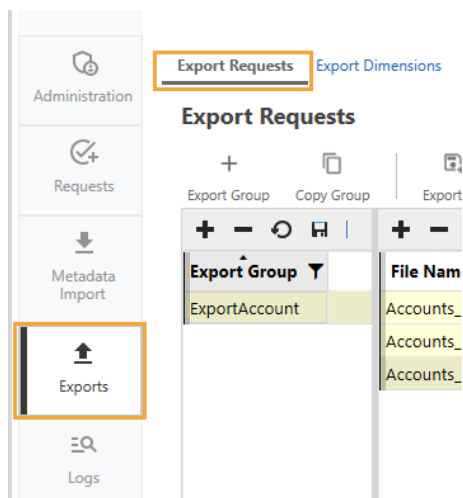 Administration
Requests
Metadata
Import
Exports
Logs
Export Requests Export Dimensions
Export Requests
Export Group Copy Group Export
Export Group File Nam
ExportAccount Accounts_
Accounts_
Accounts_